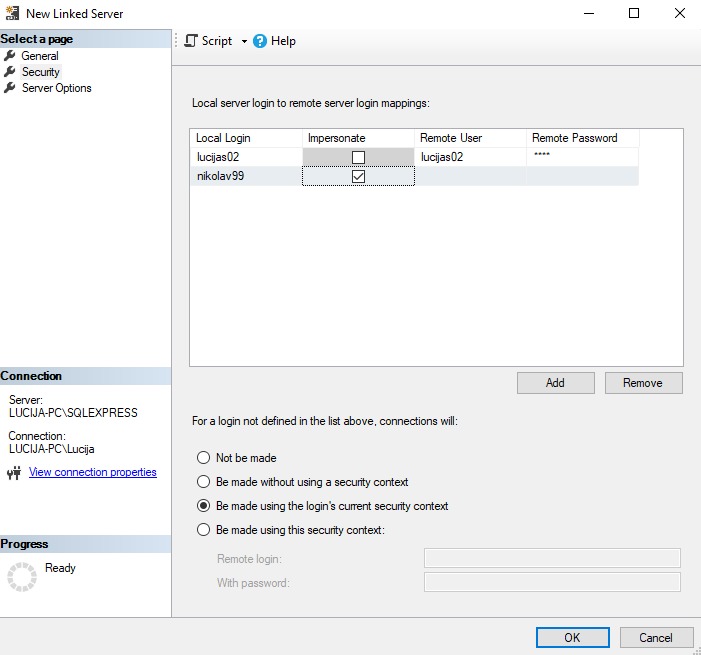 New Linked Server
Select a page
General
Security
Server Options
Script Help
Local server login to remote server login mappings:
Local Login Impersonate Remote User Remote Password
lucijas02 lucijas02 ****
nikolav99
Add Remove
For a login not defined in the list above, connections will:
Not be made
Be made without using a security context
Be made using the login's current security context
Be made using this security context:
Remote login:
With password:
Connection
Server:
LUCIJA-PC\SQLEXPRESS
Connection:
LUCIJA-PC\Lucija
View connection properties
Progress
Ready
OK Cancel